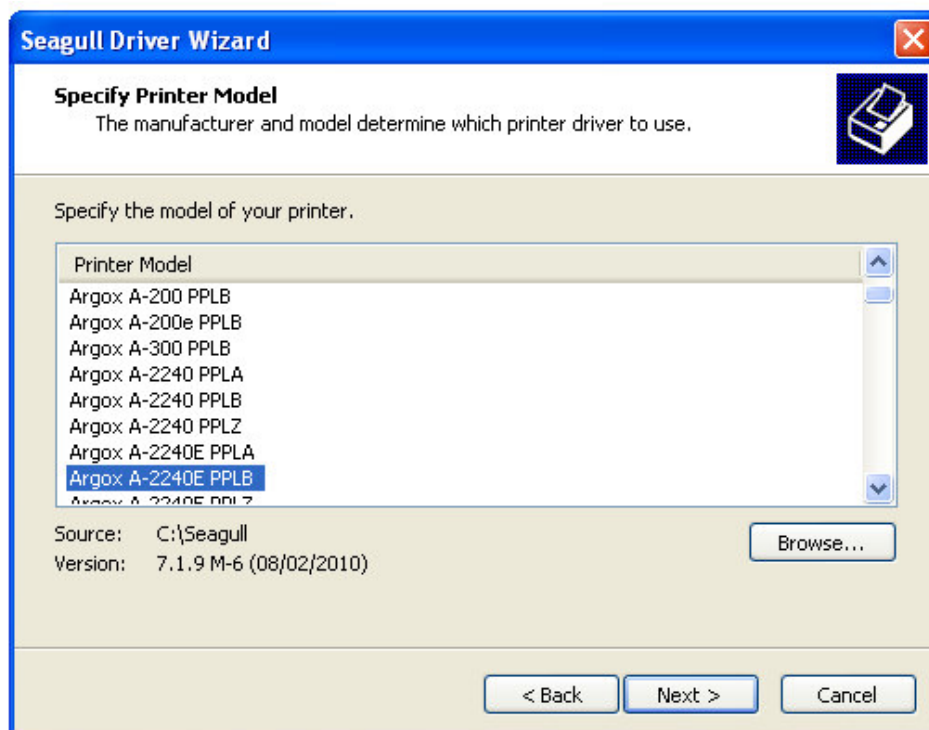 Seagull Driver Wizard
Specify Printer Model
The manufacturer and model determine which printer driver to use.
Specify the model of your printer.
Printer Model
Argox A-200 PPLB
Argox A-200e PPLB
Argox A-300 PPLB
Argox A-2240 PPLA
Argox A-2240 PPLB
Argox A-2240 PPLZ
Argox A-2240E PPLA
Argox A-2240E PPLB
Argox A-2240E PPLZ
Source: C:\Seagull
Browse...
Version: 7.1.9 M-6 (08/02/2010)
< Back Next > Cancel